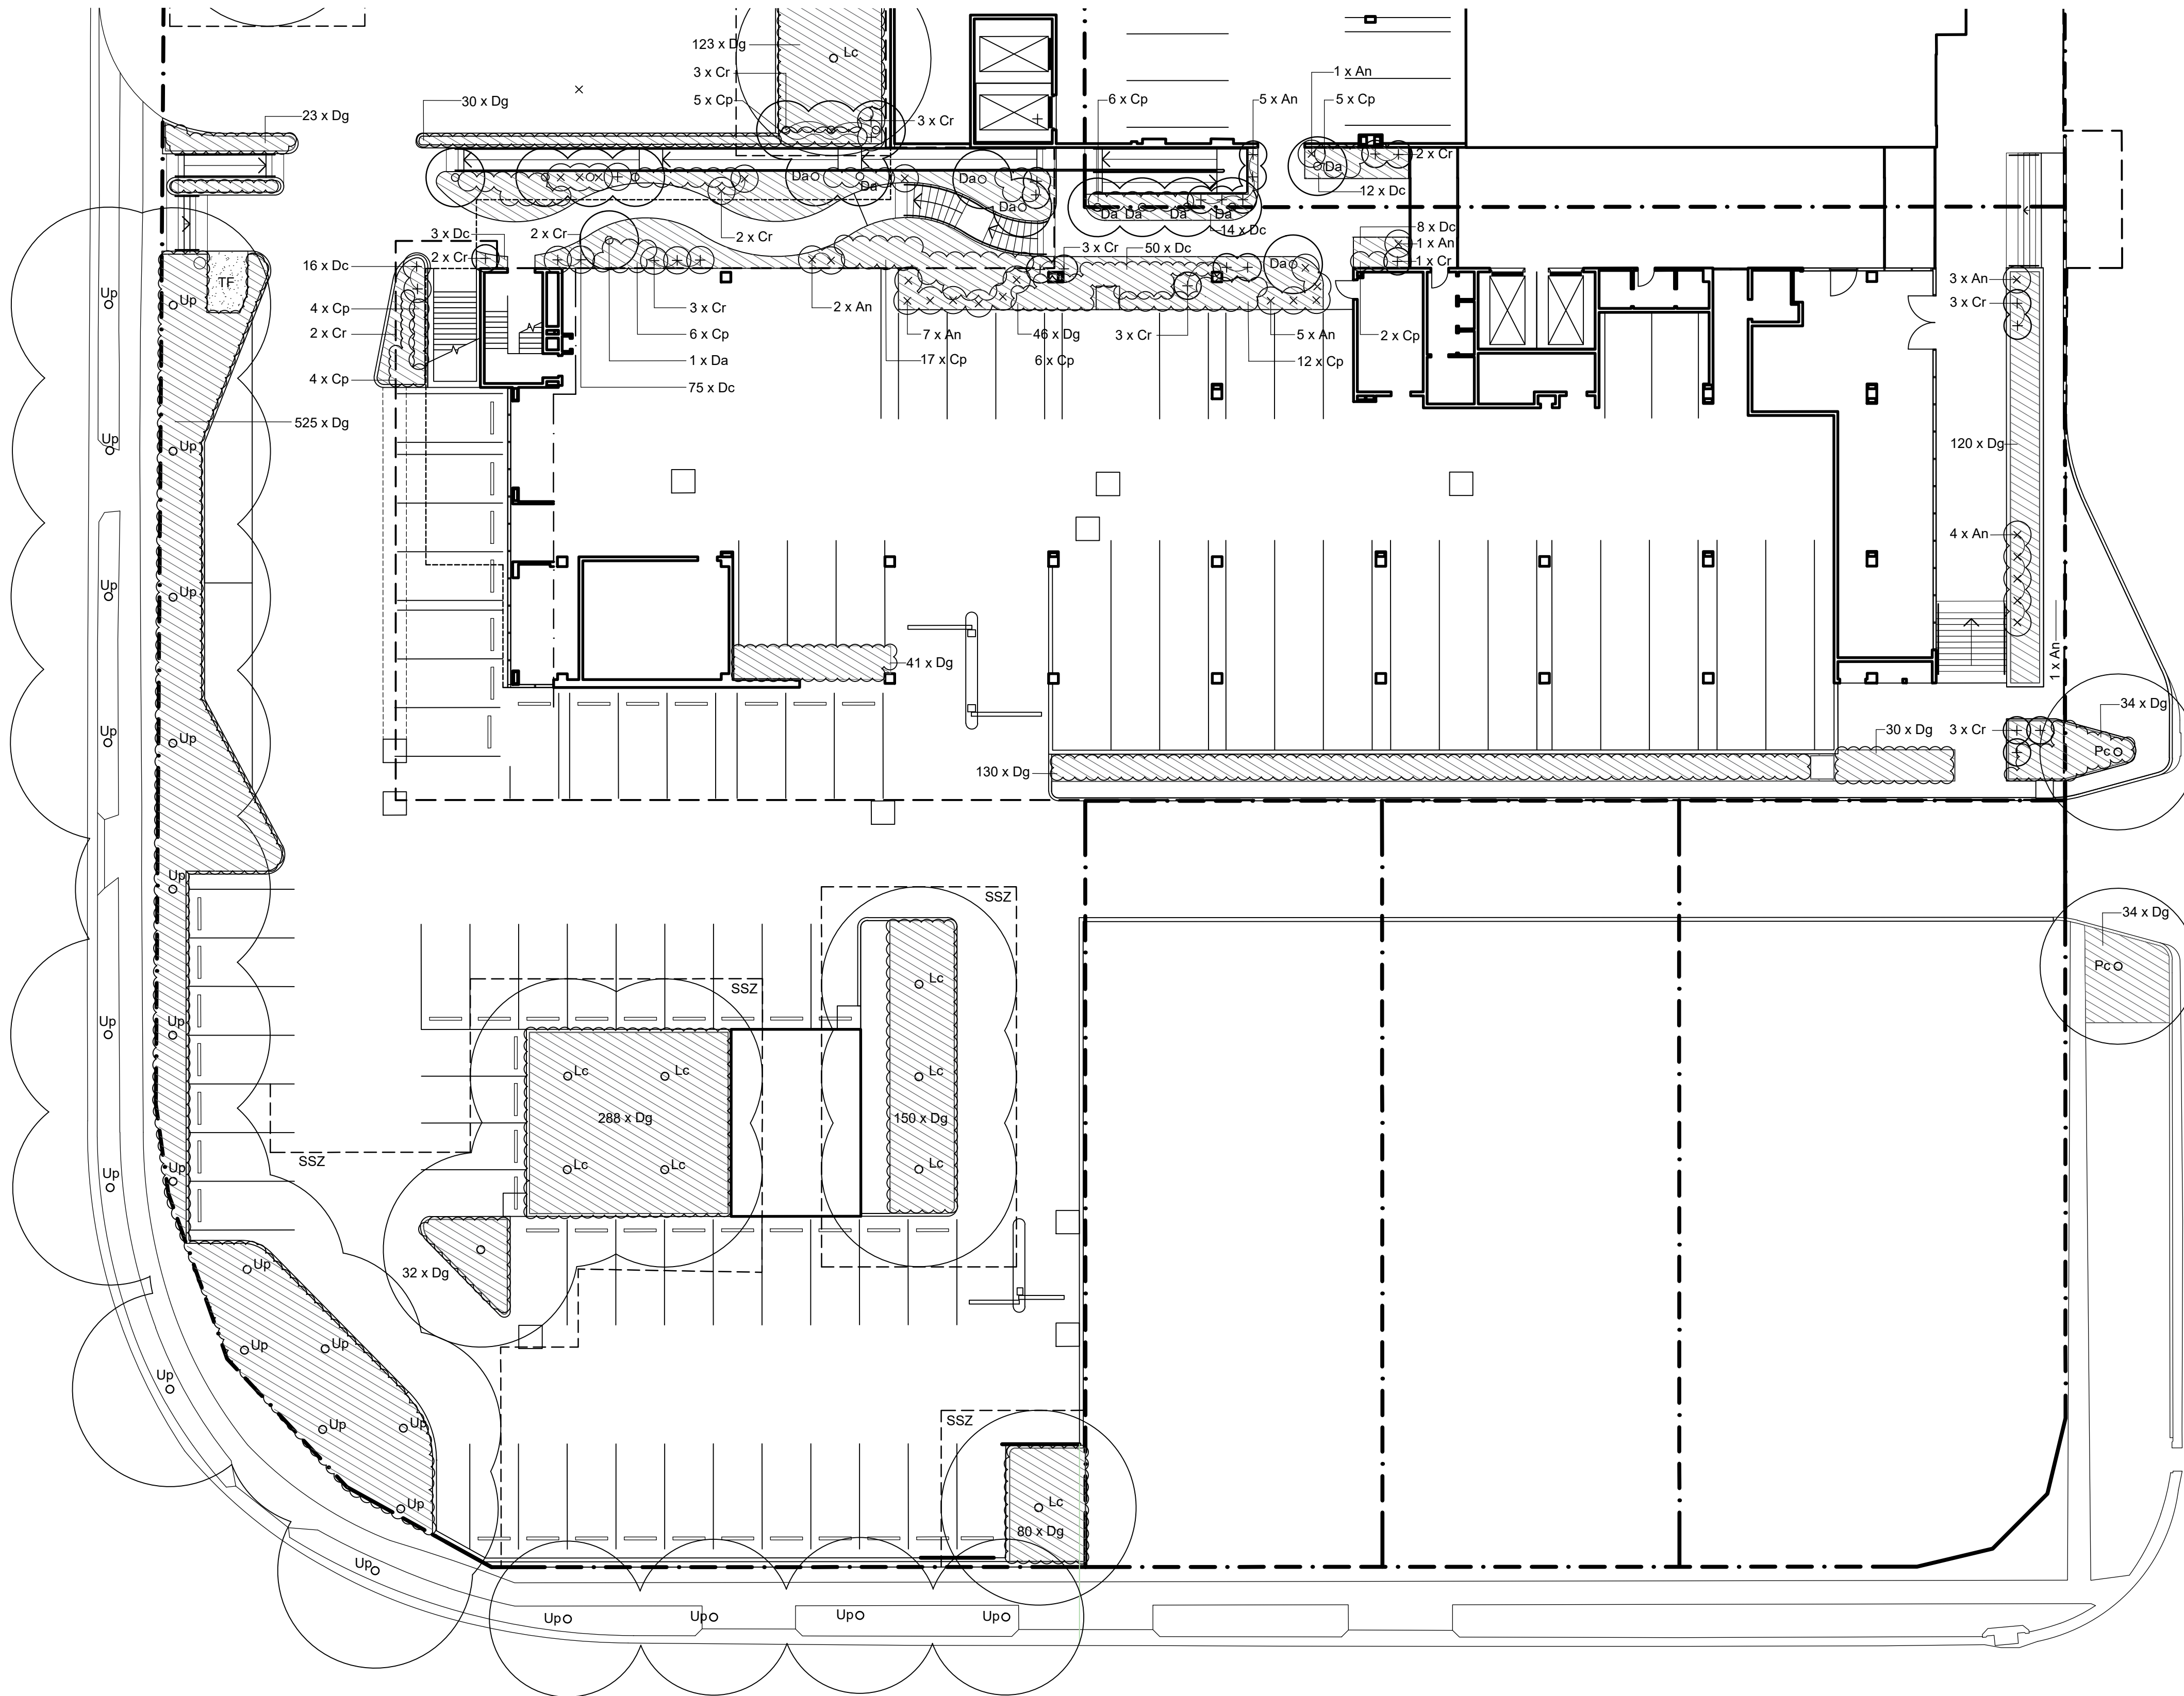 123 x Dg
Lc
3 x Cr
1 x An
5 x Cp
30 x Dg
6 x Cp
5 x An
5 x Cp
23 x Dg
3 x Cr
2 x Cr
Da
Da
Da
Da
12 x Dc
Da
Da
Da
Da
Da
14 x Dc
8 x Dc
3 x Dc
2 x Cr
2 x Cr
1 x An
3 x Cr
50 x Dc
2 x Cr
1 x Cr
16 x Dc
Da
TF
3 x An
Up
Up
4 x Cp
3 x Cr
2 x An
3 x Cr
2 x Cr
6 x Cp
7 x An
46 x Dg
3 x Cr
5 x An
2 x Cp
1 x Da
17 x Cp
6 x Cp
12 x Cp
4 x Cp
75 x Dc
525 x Dg
Up
Up
120 x Dg
4 x An
Up
Up
1 x An
41 x Dg
34 x Dg
Up
Up
30 x Dg
3 x Cr
Pc
130 x Dg
Up
SSZ
34 x Dg
Pc
SSZ
Lc
Up
Up
Lc
Lc
Lc
288 x Dg
150 x Dg
SSZ
Up
Up
Lc
Lc
Lc
Up
32 x Dg
Up
Up
Up
SSZ
Up
Up
Up
Lc
80 x Dg
Up
Up
Up
Up
Up